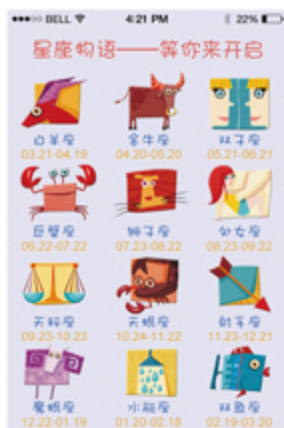 BELL 4:21 PM 22%
星座物语——等你来开启
白羊座 金牛座 双子座
03.21-04.19 04.20-05.20 05.21-06.21
巨蟹座 狮子座 处女座
06.22-07.22 07.23-08.22 08.23-09.22
天秤座 天蝎座 射手座
09.23-10.23 10.24-11.22 11.23-12.21
魔蝎座 水瓶座 双鱼座
12.22-01.19 01.20-02.18 02.19-03.20